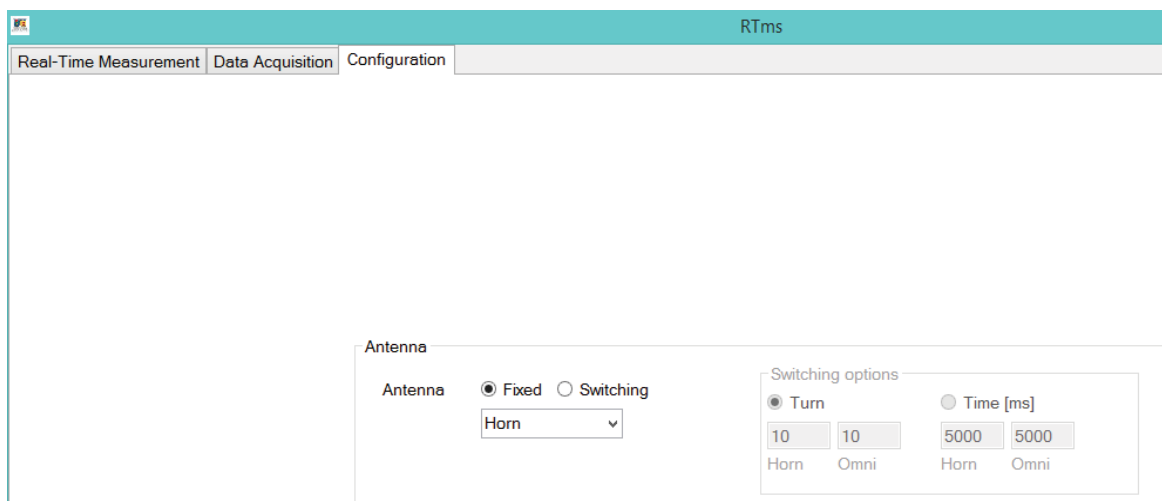 RTms
Real-Time Measurement Data Acquisition Configuration
Antenna
Antenna Fixed Switching
Horn
Switching options
Turn Time [ms]
10 10 5000 5000
Horn Omni Horn Omni